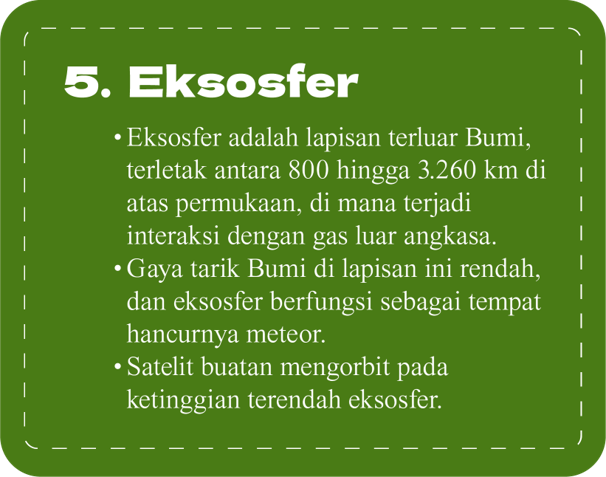 5. Eksosfer
• Eksosfer adalah lapisan terluar Bumi,
terletak antara 800 hingga 3.260 km di
atas permukaan, di mana terjadi
interaksi dengan gas luar angkasa.
• Gaya tarik Bumi di lapisan ini rendah,
dan eksosfer berfungsi sebagai tempat
hancurnya meteor.
• Satelit buatan mengorbit pada
ketinggian terendah eksosfer.